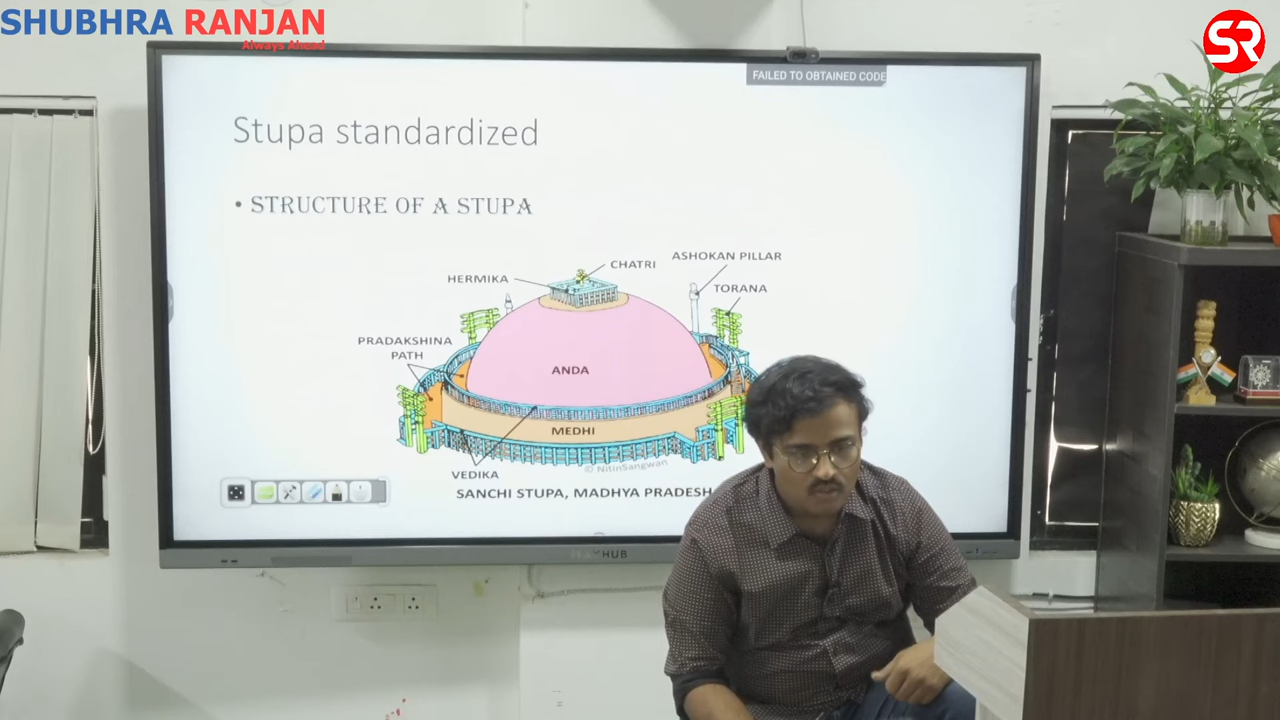 SHUBHRA RANJAN
Always Ahead
SR
FAILED TO OBTAINED CODE
Stupa standardized
• STRUCTURE OF A STUPA
CHATRI
ASHOKAN PILLAR
HERMIKA
TORANA
PRADAKSHINA
PATH
ANDA
MEDHI
VEDIKA
© NitinSangwan
SANCHI STUPA, MADHYA PRADESH
HUB